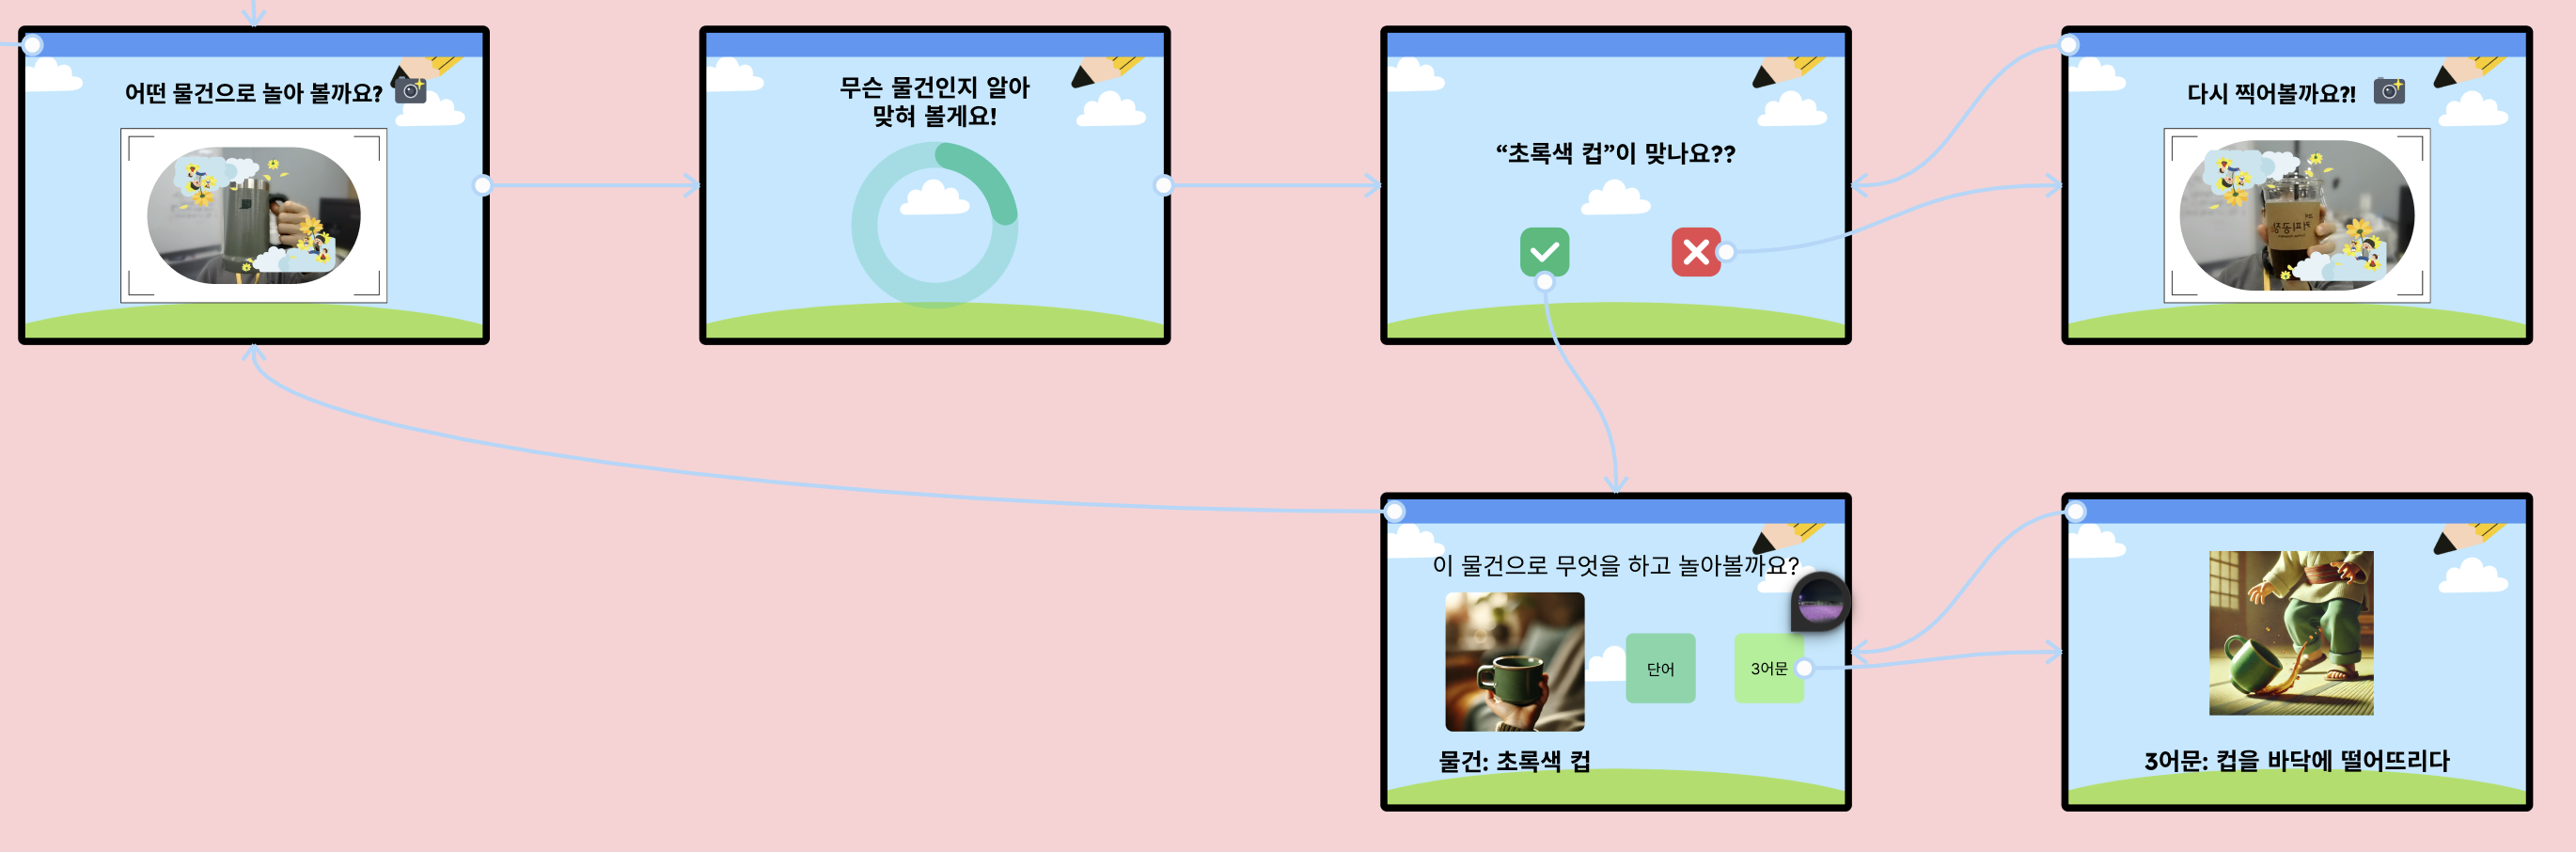 어떤 물건으로 놀아 볼까요?
무슨 물건인지 알아
맞혀 볼게요!
“초록색 컵”이 맞나요??
다시 찍어볼까요?!
이 물건으로 무엇을 하고 놀아볼까요?
단어
3어문
물건: 초록색 컵
3어문: 컵을 바닥에 떨어뜨리다